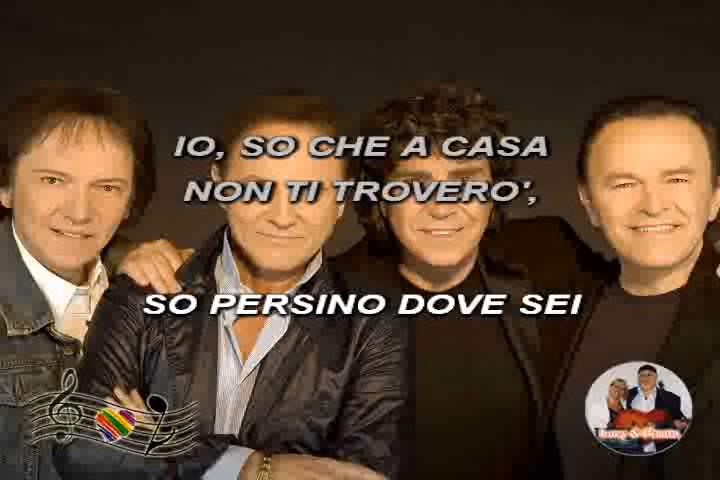 IO, SO CHE A CASA
NON TI TROVERO',
SO PERSINO DOVE SEI